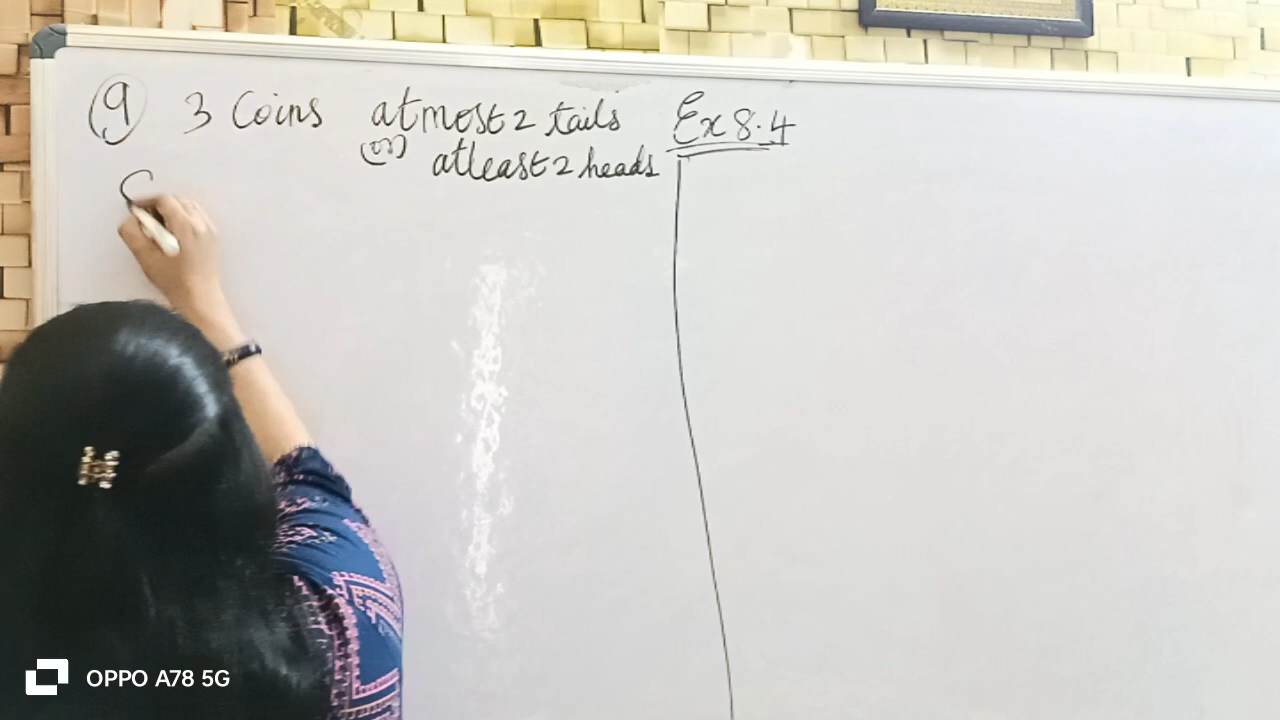 9 3 Coins atmost 2 tails Ex 8.4
(or) atleast 2 heads
S
OPPO A78 5G